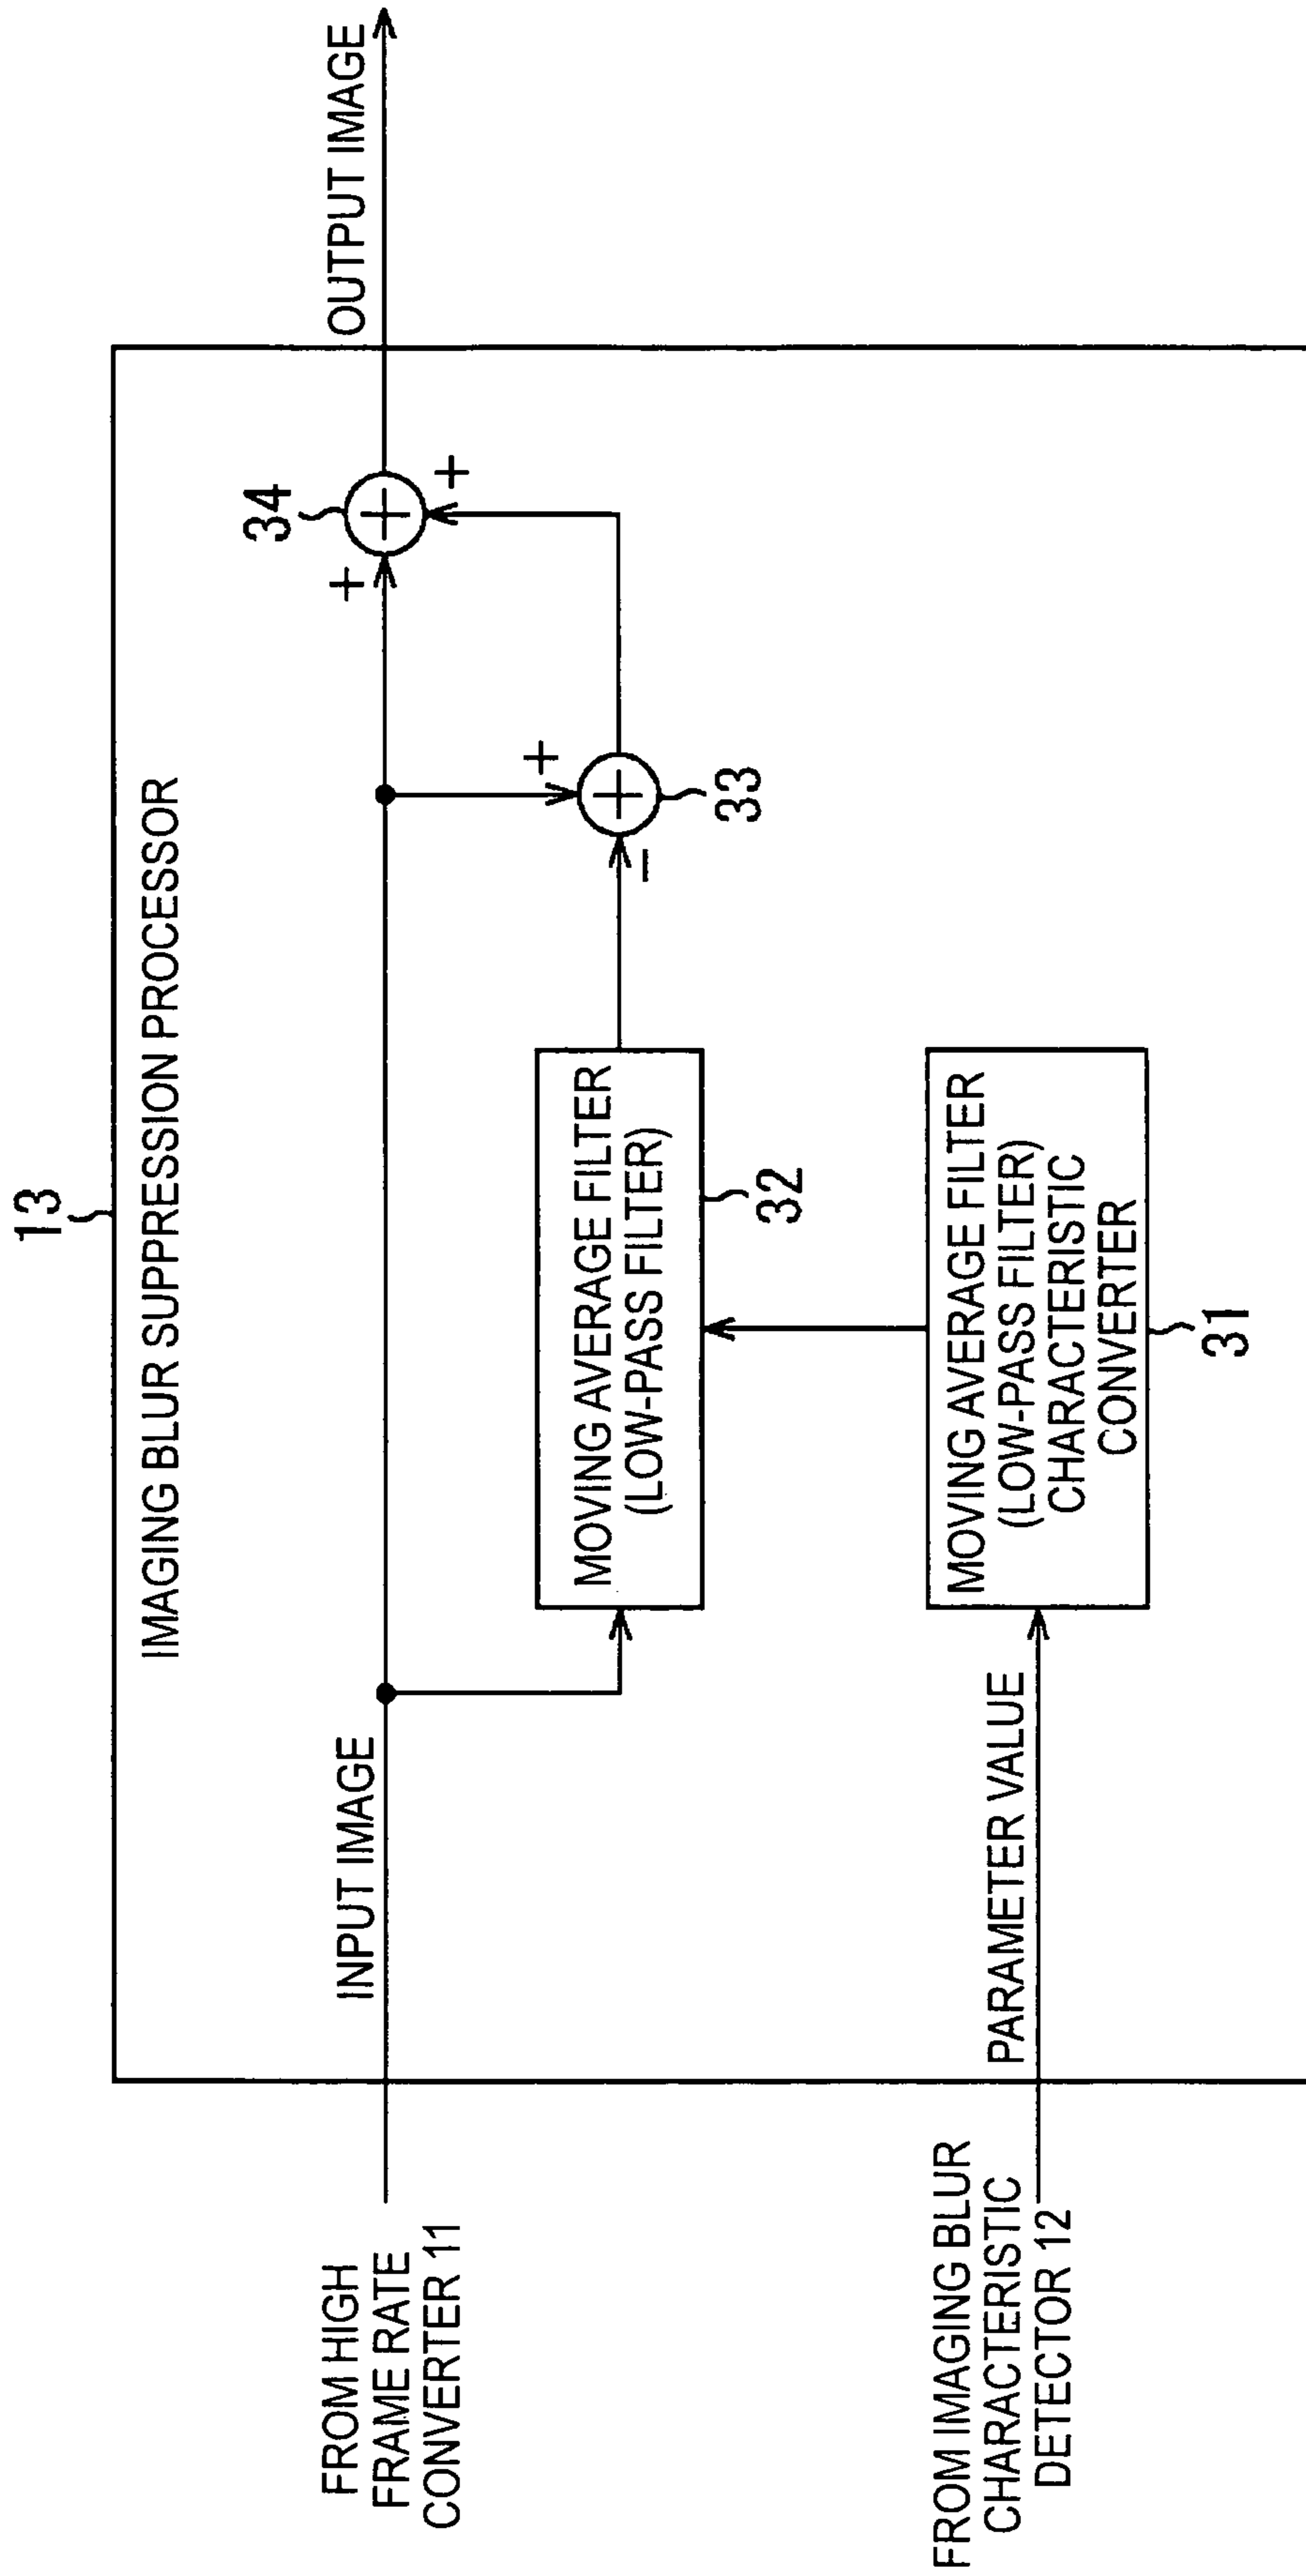 13
IMAGING BLUR SUPPRESSION PROCESSOR
FROM HIGH
FRAME RATE
CONVERTER 11
INPUT IMAGE
34
+
+
OUTPUT IMAGE
+
−
33
MOVING AVERAGE FILTER
(LOW-PASS FILTER)
32
FROM IMAGING BLUR
CHARACTERISTIC
DETECTOR 12
PARAMETER VALUE
MOVING AVERAGE FILTER
(LOW-PASS FILTER)
CHARACTERISTIC
CONVERTER
31